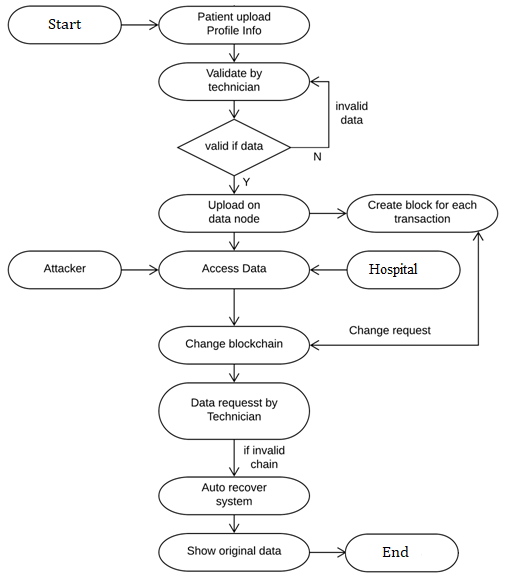 Start
Patient upload
Profile Info
Validate by
technician
invalid
data
valid if data
N
Y
Upload on
data node
Create block for each
transaction
Attacker
Access Data
Hospital
Change request
Change blockchain
Data requesst by
Technician
if invalid
chain
Auto recover
system
Show original data
End